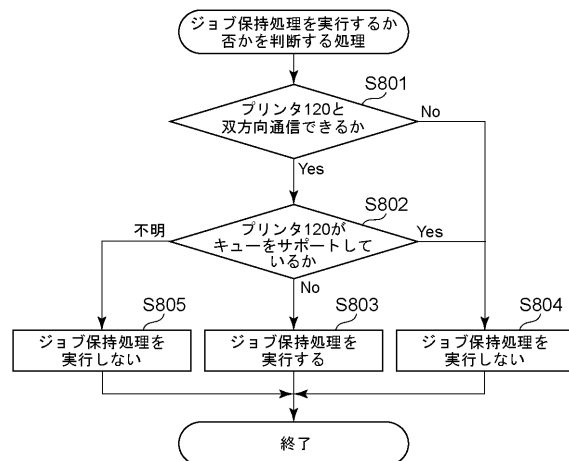 ジョブ保持処理を実行するか
否かを判断する処理
S801
プリンタ120と
双方向通信できるか
No
Yes
S802
プリンタ120が
キューをサポートして
いるか
不明
Yes
No
S805
ジョブ保持処理を
実行しない
S803
ジョブ保持処理を
実行する
S804
ジョブ保持処理を
実行しない
終了